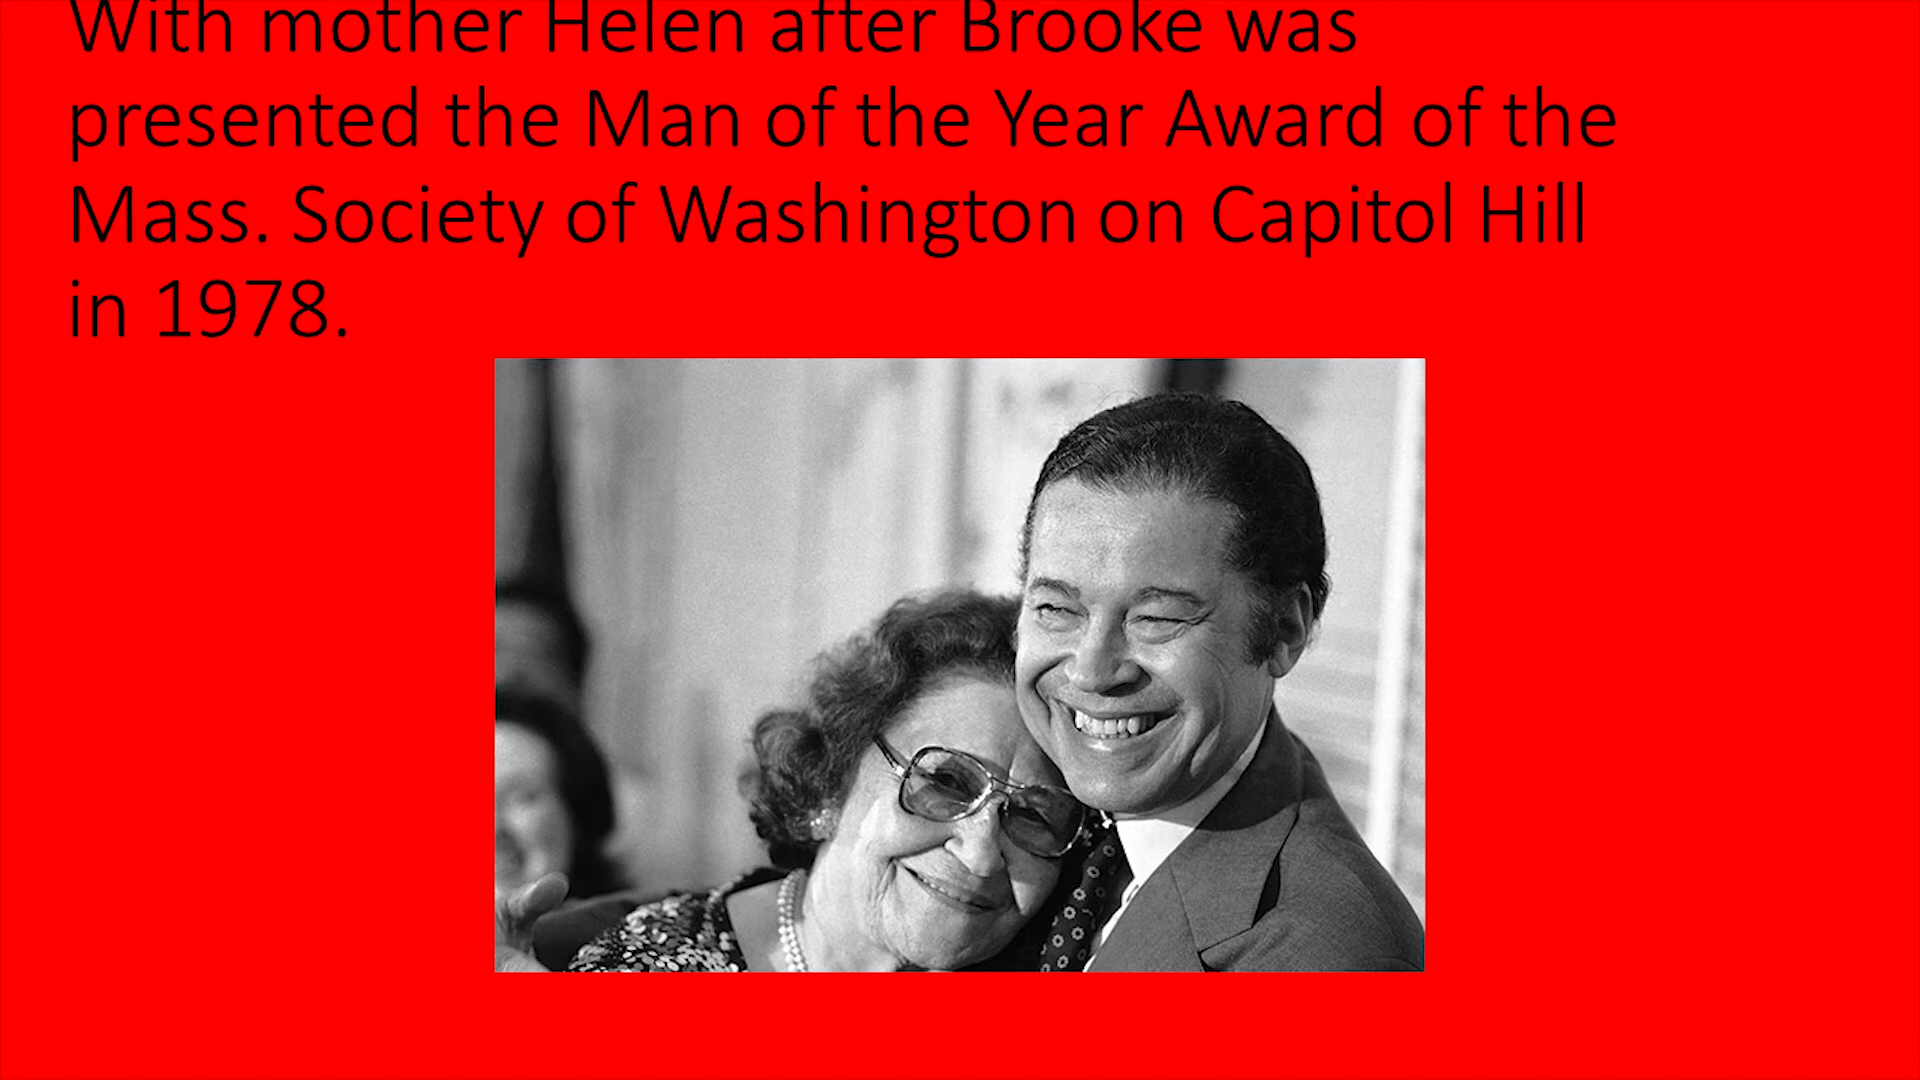 With mother Helen after Brooke was
presented the Man of the Year Award of the
Mass. Society of Washington on Capitol Hill
in 1978.